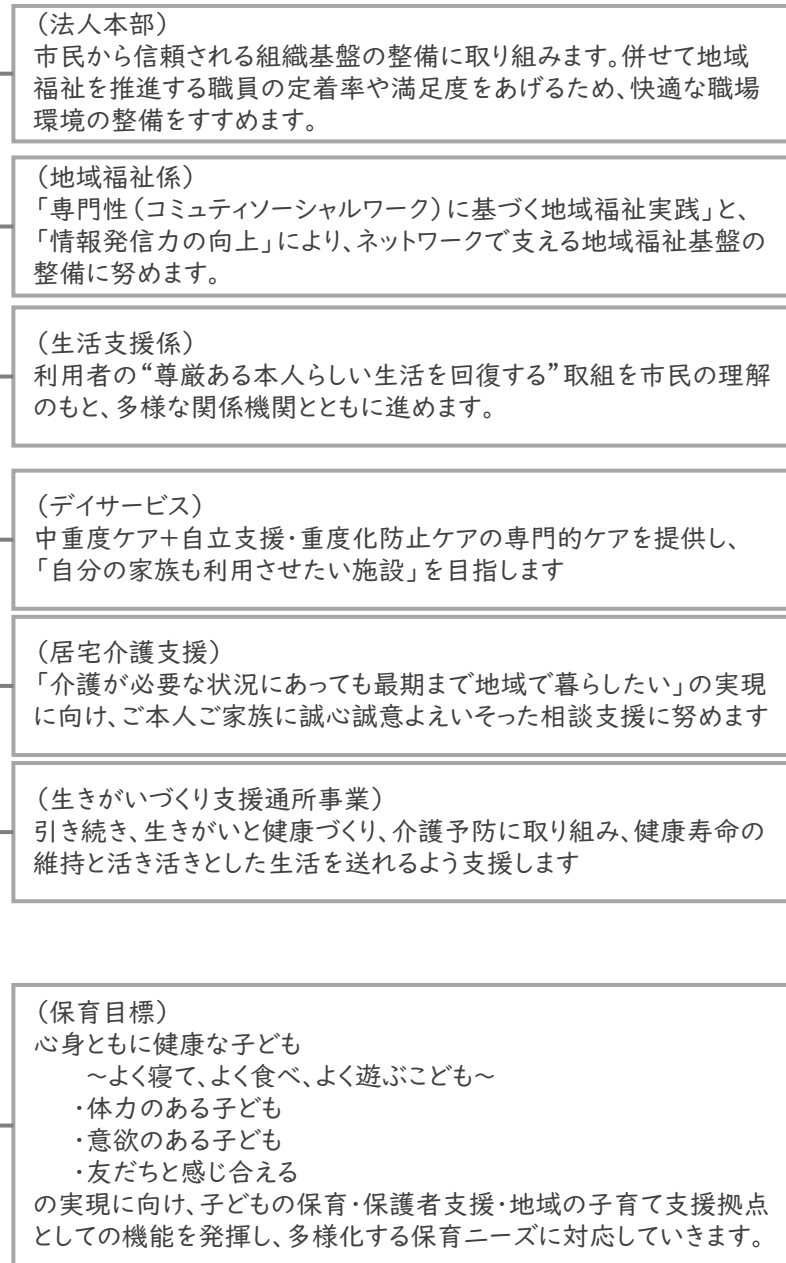 （法人本部）
市民から信頼される組織基盤の整備に取り組みます。併せて地域
福祉を推進する職員の定着率や満足度をあげるため、快適な職場
環境の整備をすすめます。
（地域福祉係）
「専門性（コミュティソーシャルワーク）に基づく地域福祉実践」と、
「情報発信力の向上」により、ネットワークで支える地域福祉基盤の
整備に努めます。
（生活支援係）
利用者の“尊厳ある本人らしい生活を回復する”取組を市民の理解
のもと、多様な関係機関とともに進めます。
（デイサービス）
中重度ケア＋自立支援・重度化防止ケアの専門的ケアを提供し、
「自分の家族も利用させたい施設」を目指します
（居宅介護支援）
「介護が必要な状況にあっても最期まで地域で暮らしたい」の実現
に向け、ご本人ご家族に誠心誠意よえいそった相談支援に努めます
（生きがいづくり支援通所事業）
引き続き、生きがいと健康づくり、介護予防に取り組み、健康寿命の
維持と活き活きとした生活を送れるよう支援します
（保育目標）
心身ともに健康な子ども
～よく寝て、よく食べ、よく遊ぶこども～
・体力のある子ども
・意欲のある子ども
・友だちと感じ合える
の実現に向け、子どもの保育・保護者支援・地域の子育て支援拠点
としての機能を発揮し、多様化する保育ニーズに対応していきます。